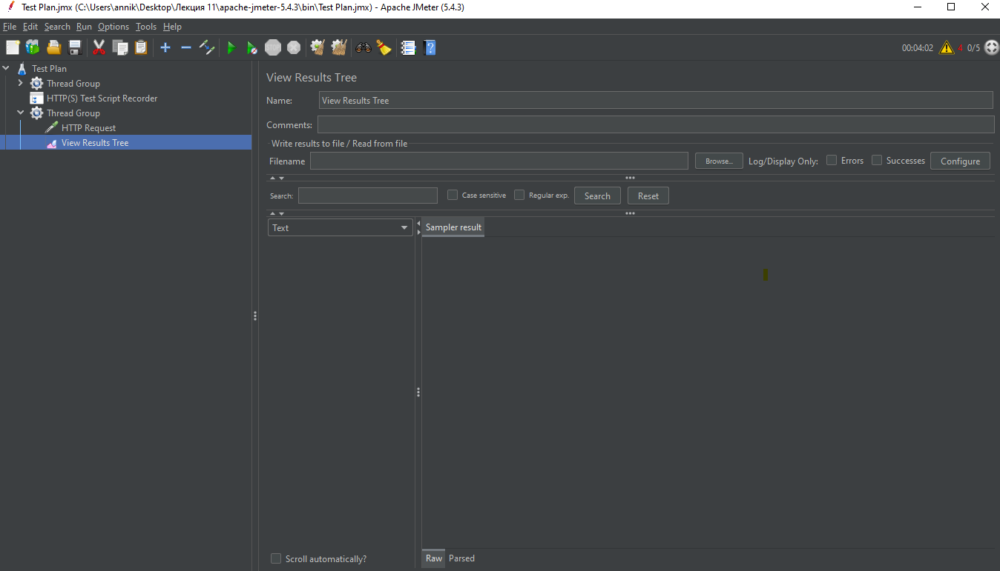 Test Plan.jmx (C:\Users\annik\Desktop\Лекция 11\apache-jmeter-5.4.3\bin\Test Plan.jmx) - Apache JMeter (5.4.3)
File Edit Search Run Options Tools Help
STOP 00:04:02 4 0/5
Test Plan
Thread Group
HTTP(S) Test Script Recorder
Thread Group
HTTP Request
View Results Tree
View Results Tree
Name: View Results Tree
Comments:
Write results to file / Read from file
Filename Browse... Log/Display Only: Errors Successes Configure
Search: Case sensitive Regular exp. Search Reset
Text Sampler result
Scroll automatically? Raw Parsed